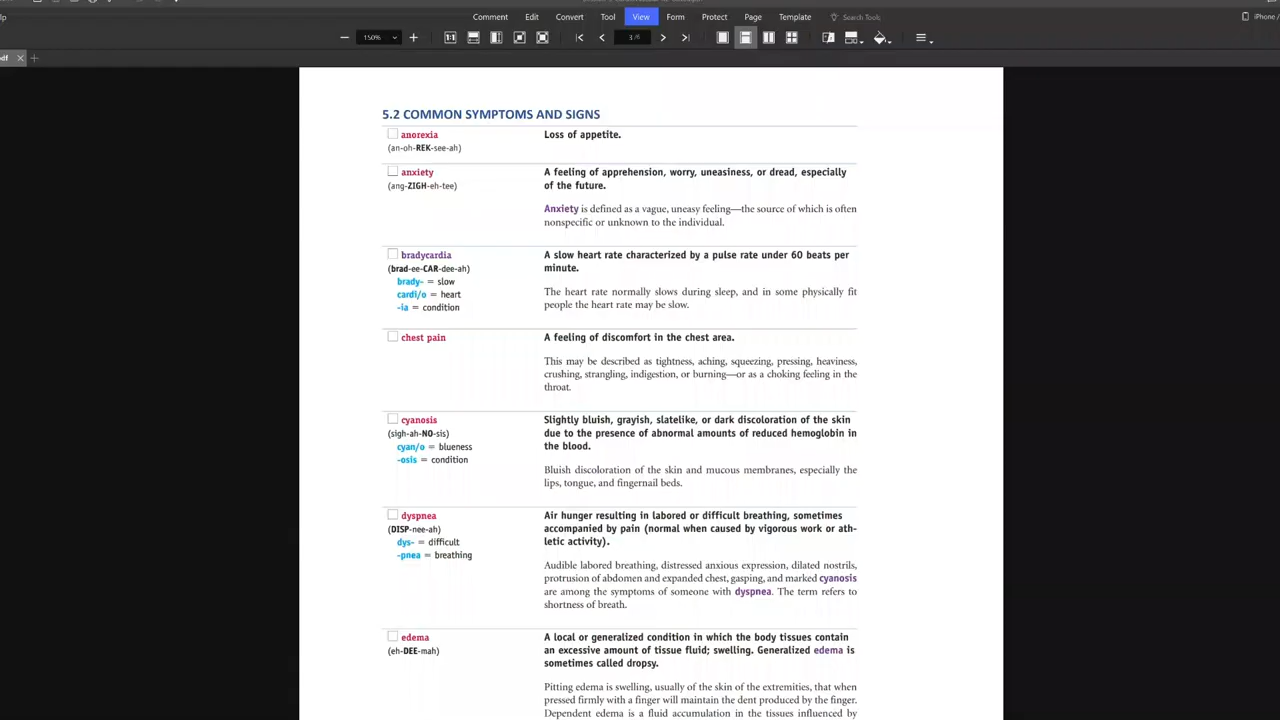 lp
Comment Edit Convert Tool View Form Protect Page Template Search Tools iPhone /
150% 3 /6
df
5.2 COMMON SYMPTOMS AND SIGNS
anorexia
(an-oh-REK-see-ah)
Loss of appetite.
anxiety
(ang-ZIGH-eh-tee)
A feeling of apprehension, worry, uneasiness, or dread, especially
of the future.
Anxiety is defined as a vague, uneasy feeling—the source of which is often
nonspecific or unknown to the individual.
bradycardia
(brad-ee-CAR-dee-ah)
brady- = slow
cardi/o = heart
-ia = condition
A slow heart rate characterized by a pulse rate under 60 beats per
minute.
The heart rate normally slows during sleep, and in some physically fit
people the heart rate may be slow.
chest pain
A feeling of discomfort in the chest area.
This may be described as tightness, aching, squeezing, pressing, heaviness,
crushing, strangling, indigestion, or burning—or as a choking feeling in the
throat.
cyanosis
(sigh-ah-NO-sis)
cyan/o = blueness
-osis = condition
Slightly bluish, grayish, slatelike, or dark discoloration of the skin
due to the presence of abnormal amounts of reduced hemoglobin in
the blood.
Bluish discoloration of the skin and mucous membranes, especially the
lips, tongue, and fingernail beds.
dyspnea
(DISP-nee-ah)
dys- = difficult
-pnea = breathing
Air hunger resulting in labored or difficult breathing, sometimes
accompanied by pain (normal when caused by vigorous work or ath-
letic activity).
Audible labored breathing, distressed anxious expression, dilated nostrils,
protrusion of abdomen and expanded chest, gasping, and marked cyanosis
are among the symptoms of someone with dyspnea. The term refers to
shortness of breath.
edema
(eh-DEE-mah)
A local or generalized condition in which the body tissues contain
an excessive amount of tissue fluid; swelling. Generalized edema is
sometimes called dropsy.
Pitting edema is swelling, usually of the skin of the extremities, that when
pressed firmly with a finger will maintain the dent produced by the finger.
Dependent edema is a fluid accumulation in the tissues influenced by